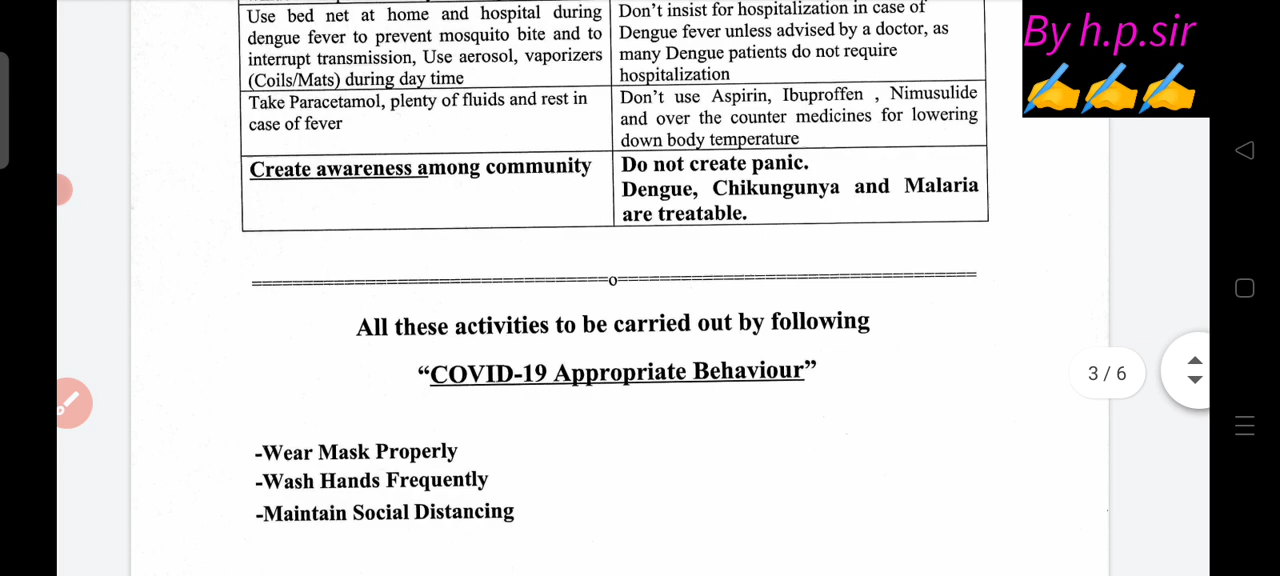 Use bed net at home and hospital during
dengue fever to prevent mosquito bite and to
interrupt transmission, Use aerosol, vaporizers
(Coils/Mats) during day time
Don't insist for hospitalization in case of
Dengue fever unless advised by a doctor, as
many Dengue patients do not require
hospitalization
Take Paracetamol, plenty of fluids and rest in
case of fever
Don't use Aspirin, Ibuproffen , Nimusulide
and over the counter medicines for lowering
down body temperature
Create awareness among community
Do not create panic.
Dengue, Chikungunya and Malaria
are treatable.
o
All these activities to be carried out by following
“COVID-19 Appropriate Behaviour”
-Wear Mask Properly
-Wash Hands Frequently
-Maintain Social Distancing
By h.p.sir
3 / 6